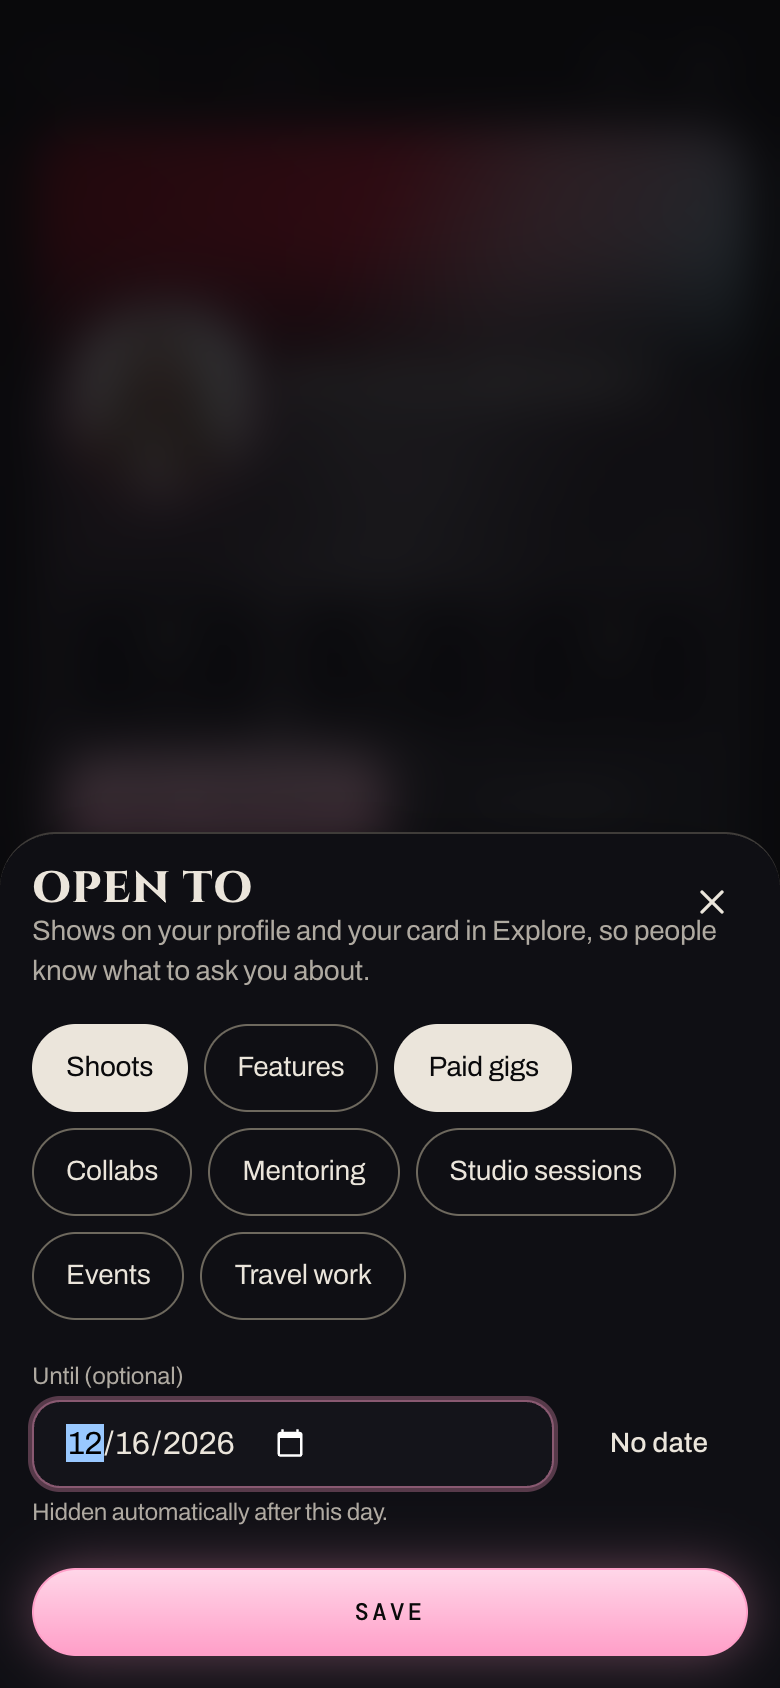 OPEN TO
Shows on your profile and your card in Explore, so people
know what to ask you about.
Shoots
Features
Paid gigs
Collabs
Mentoring
Studio sessions
Events
Travel work
Until (optional)
12/16/2026
No date
Hidden automatically after this day.
SAVE